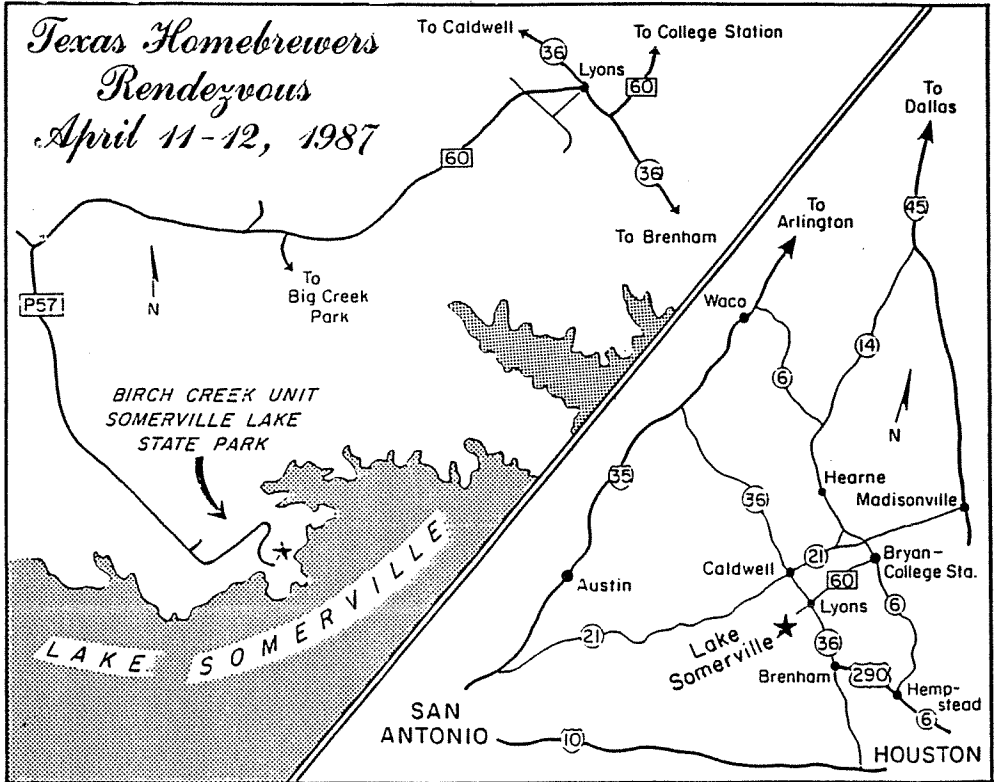 Texas Homebrewers
Rendezvous
April 11-12, 1987
To Caldwell
36
To College Station
Lyons
60
60
36
To Brenham
To
Big Creek
Park
P57
N
BIRCH CREEK UNIT
SOMERVILLE LAKE
STATE PARK
LAKE SOMERVILLE
To
Dallas
45
To
Arlington
Waco
14
6
N
35
36
Hearne
Madisonville
21
Bryan-
College Sta.
Caldwell
60
Austin
Lyons
6
21
Lake
Somerville
36
Brenham
290
Hemp-
stead
6
SAN
ANTONIO
10
HOUSTON